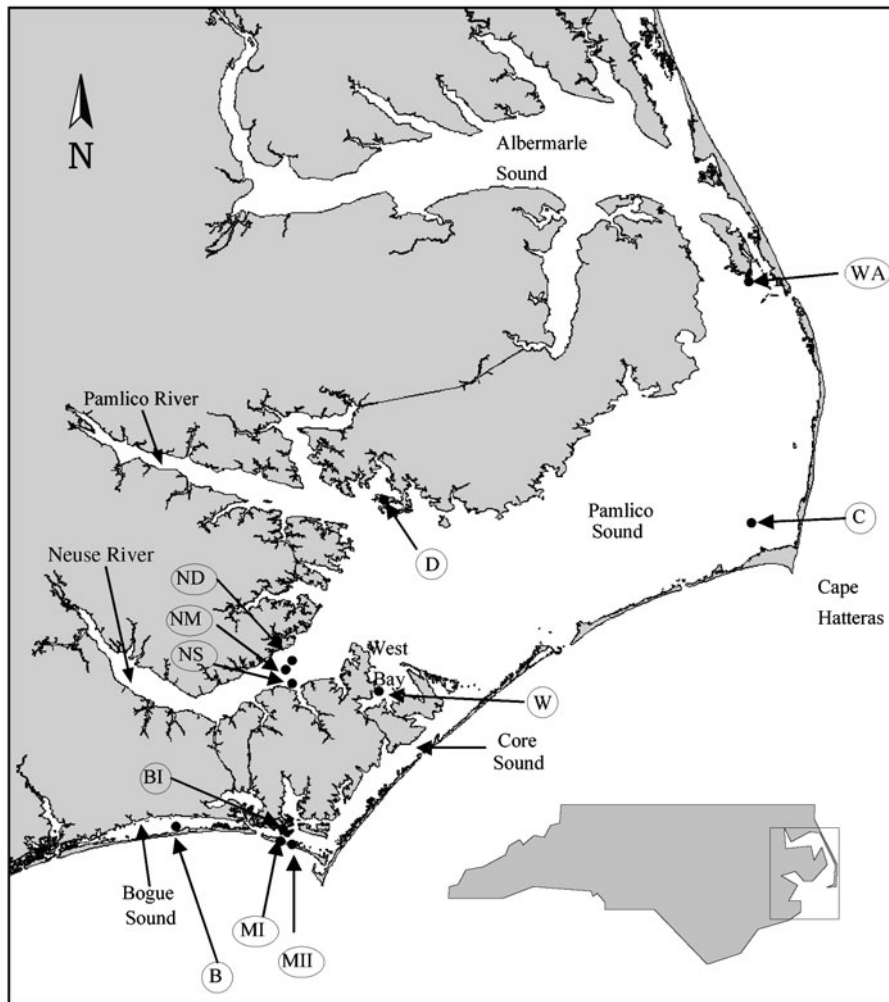 N
Albermarle
Sound
WA
Pamlico River
Pamlico
Sound
C
D
Neuse River
ND
NM
NS
Cape
Hatteras
West
Bay
W
Core
Sound
BI
Bogue
Sound
MI
MII
B